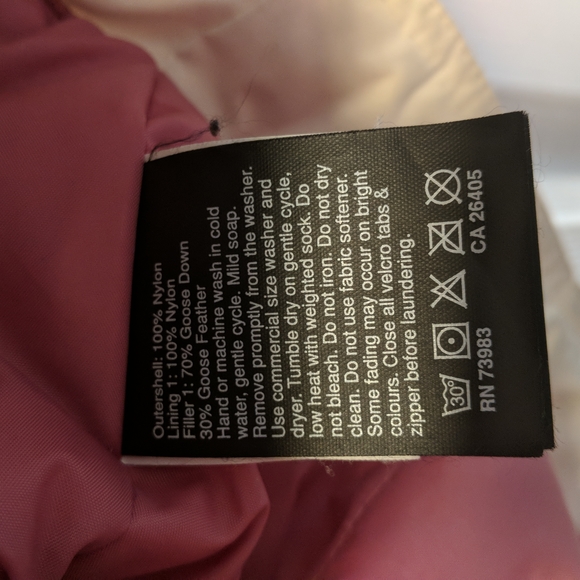 Outershell: 100% Nylon
Lining 1: 100% Nylon
Filler 1: 70% Goose Down
30% Goose Feather
Hand or machine wash in cold
water, gentle cycle. Mild soap.
Remove promptly from the washer.
Use commercial size washer and
dryer. Tumble dry on gentle cycle,
low heat with weighted sock. Do
not bleach. Do not iron. Do not dry
clean. Do not use fabric softener.
Some fading may occur on bright
colours. Close all velcro tabs &
zipper before laundering.
30°
RN 73983 CA 26405